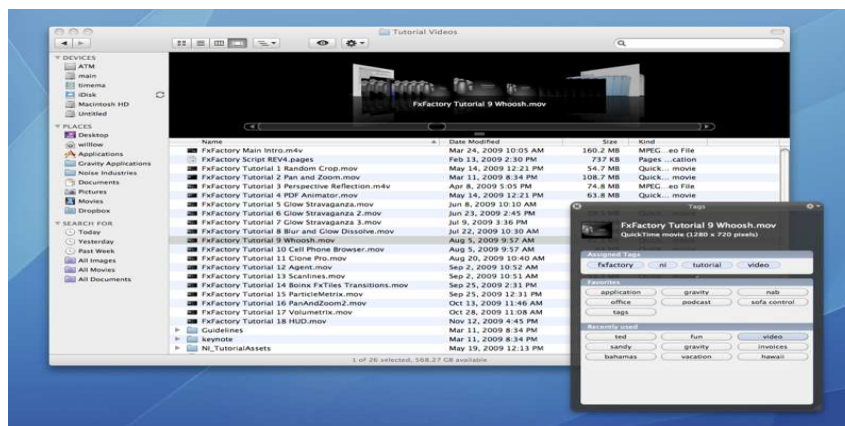 Tutorial Videos
DEVICES
ATM
main
timema
iDisk
Macintosh HD
Untitled
PLACES
Desktop
willlow
Applications
Gravity Applications
Noise Industries
Documents
Pictures
Movies
Dropbox
SEARCH FOR
Today
Yesterday
Past Week
All Images
All Movies
All Documents
FxFactory Tutorial 9 Whoosh.mov
Name Date Modified Size Kind
FxFactory Main Intro.m4v Mar 24, 2009 10:05 AM 160.2 MB MPEG...eo File
FxFactory Script REV4.pages Feb 13, 2009 2:30 PM 737 KB Pages ...cation
FxFactory Tutorial 1 Random Crop.mov May 14, 2009 12:21 PM 54.7 MB Quick... movie
FxFactory Tutorial 2 Pan and Zoom.mov Mar 11, 2009 8:34 PM 108.7 MB Quick... movie
FxFactory Tutorial 3 Perspective Reflection.m4v Apr 8, 2009 5:05 PM 74.8 MB MPEG...eo File
FxFactory Tutorial 4 PDF Animator.mov May 14, 2009 12:21 PM 63.8 MB Quick... movie
FxFactory Tutorial 5 Glow Stravaganza.mov Jun 8, 2009 10:10 AM
FxFactory Tutorial 6 Glow Stravaganza 2.mov Jun 23, 2009 2:45 PM
FxFactory Tutorial 7 Glow Stravaganza 3.mov Jul 9, 2009 3:36 PM
FxFactory Tutorial 8 Blur and Glow Dissolve.mov Jul 22, 2009 10:30 AM
FxFactory Tutorial 9 Whoosh.mov Aug 5, 2009 9:57 AM
FxFactory Tutorial 10 Cell Phone Browser.mov Aug 5, 2009 9:57 AM
FxFactory Tutorial 11 Clone Pro.mov Aug 20, 2009 10:40 AM
FxFactory Tutorial 12 Agent.mov Sep 2, 2009 10:52 AM
FxFactory Tutorial 13 Scanlines.mov Sep 2, 2009 10:51 AM
FxFactory Tutorial 14 Boinx FxTiles Transitions.mov Sep 25, 2009 2:31 PM
FxFactory Tutorial 15 ParticleMetrix.mov Sep 25, 2009 12:31 PM
FxFactory Tutorial 16 PanAndZoom2.mov Oct 13, 2009 11:46 AM
FxFactory Tutorial 17 Fumetrix.mov Oct 28, 2009 11:08 AM
FxFactory Tutorial 18 HUD.mov Nov 12, 2009 4:45 PM
Guidelines Mar 11, 2009 8:34 PM
keynote Mar 11, 2009 8:34 PM
NI_TutorialAssets May 19, 2009 12:13 PM
1 of 26 selected, 568.27 GB available
Tags
FxFactory Tutorial 9 Whoosh.mov
QuickTime movie (1280 x 720 pixels)
Assigned Tags
fxfactory ni tutorial video
Favorites
application gravity nab
office podcast sofa control
tags
Recently used
ted fun video
sandy gravity invoices
bahamas vacation hawaii